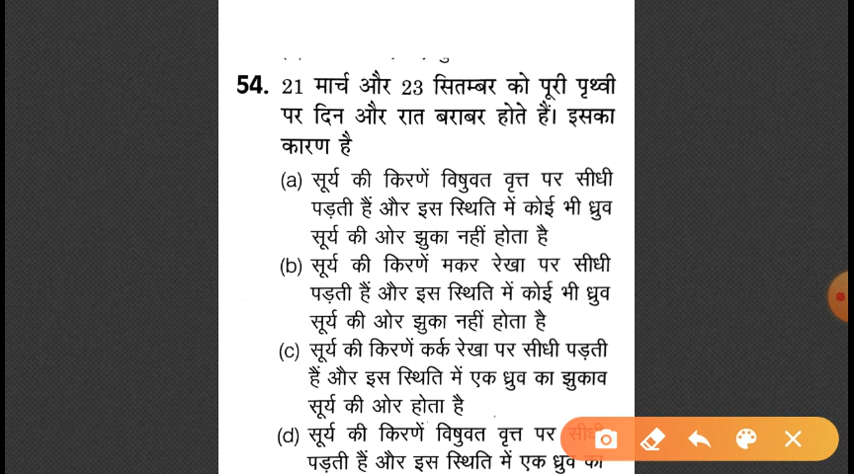 54. 21 मार्च और 23 सितम्बर को पूरी पृथ्वी
पर दिन और रात बराबर होते हैं। इसका
कारण है
(a) सूर्य की किरणें विषुवत वृत्त पर सीधी
पड़ती हैं और इस स्थिति में कोई भी ध्रुव
सूर्य की ओर झुका नहीं होता है
(b) सूर्य की किरणें मकर रेखा पर सीधी
पड़ती हैं और इस स्थिति में कोई भी ध्रुव
सूर्य की ओर झुका नहीं होता है
(c) सूर्य की किरणें कर्क रेखा पर सीधी पड़ती
हैं और इस स्थिति में एक ध्रुव का झुकाव
सूर्य की ओर होता है
(d) सूर्य की किरणें विषुवत वृत्त पर सीधी
पड़ती हैं और इस स्थिति में एक ध्रुव का